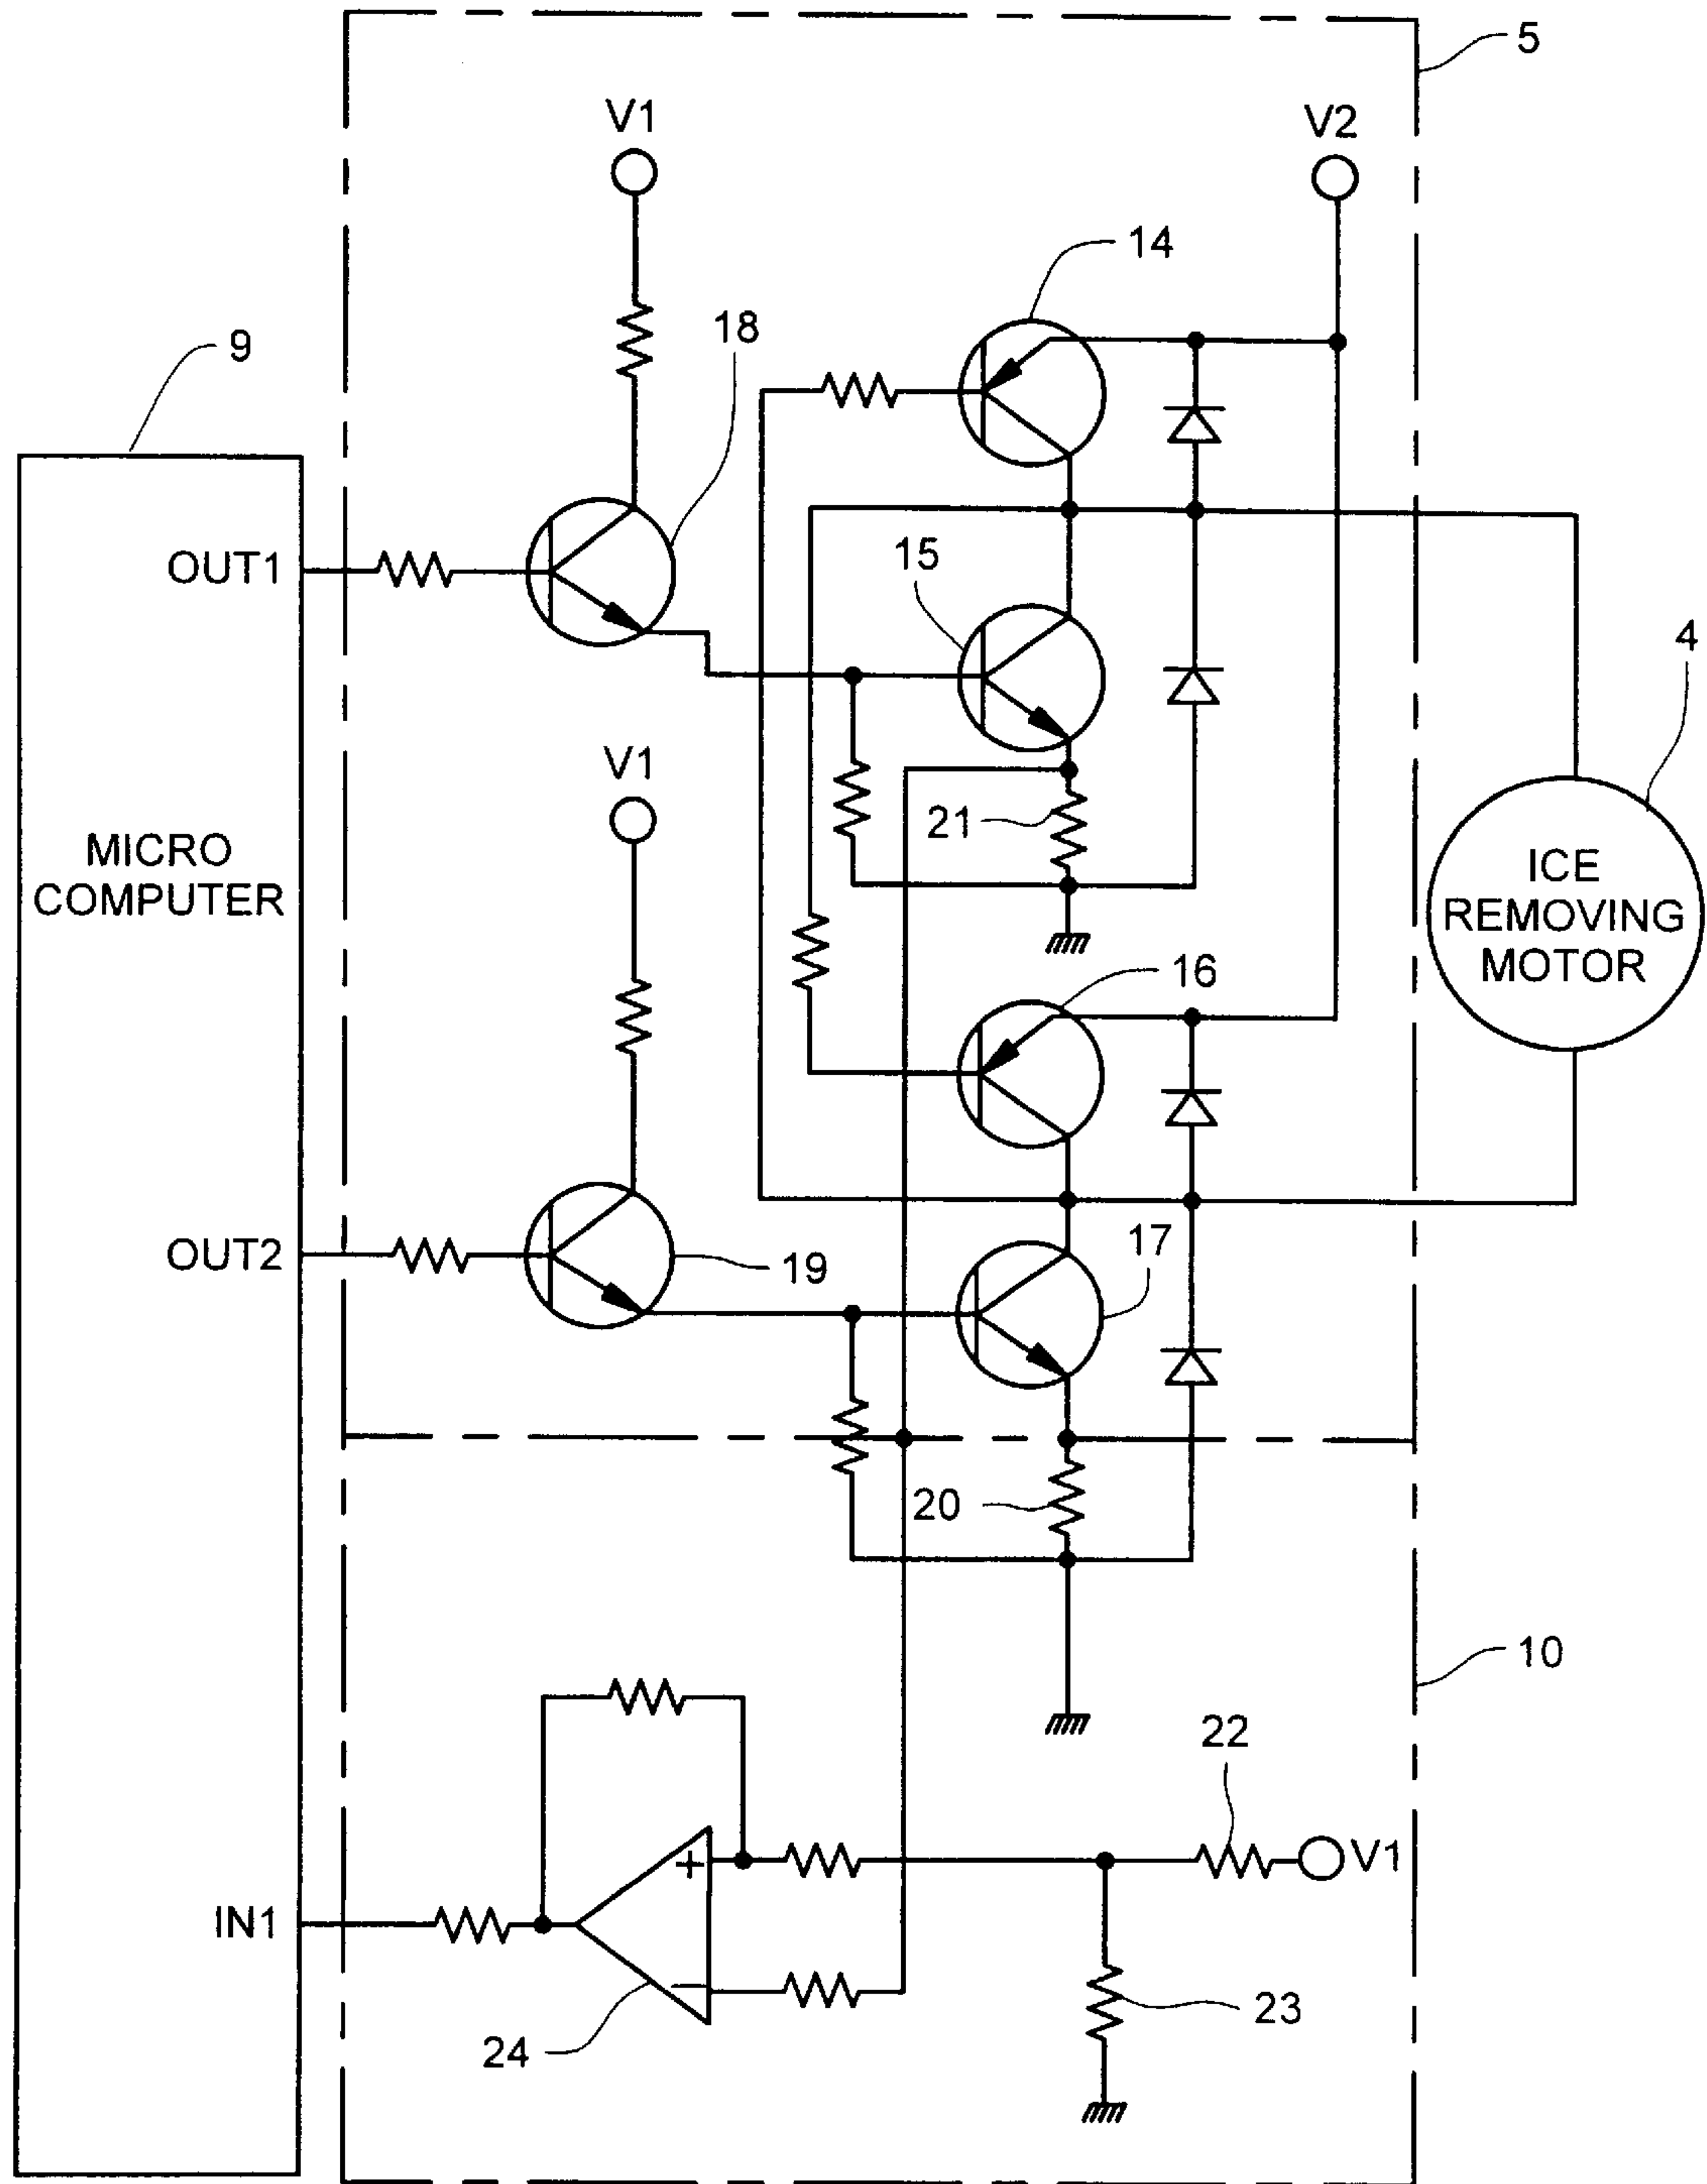 5
V1
V2
14
18
9
OUT1
15
4
V1
21
MICRO
COMPUTER
ICE
REMOVING
MOTOR
16
OUT2
19
17
20
10
22
+
V1
IN1
−
23
24